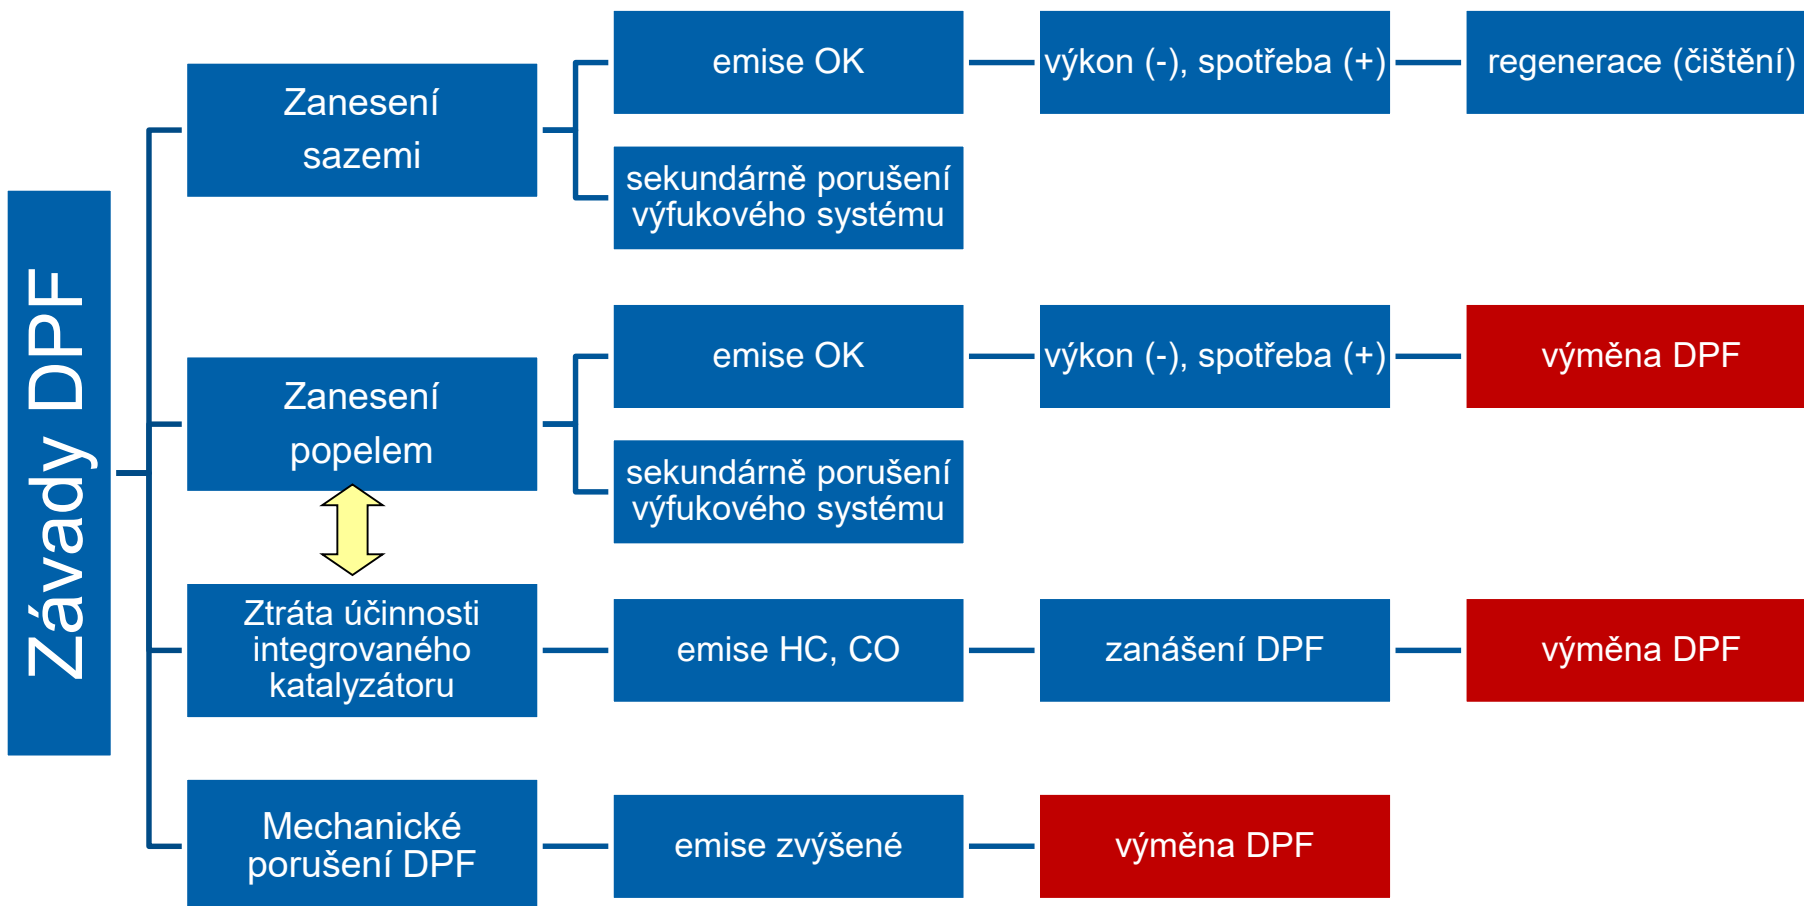 Závady DPF
Zanesení
sazemi
emise OK
výkon (-), spotřeba (+)
regenerace (čištění)
sekundárně porušení
výfukového systému
Zanesení
popelem
emise OK
výkon (-), spotřeba (+)
výměna DPF
sekundárně porušení
výfukového systému
Ztráta účinnosti
integrovaného
katalyzátoru
emise HC, CO
zanášení DPF
výměna DPF
Mechanické
porušení DPF
emise zvýšené
výměna DPF